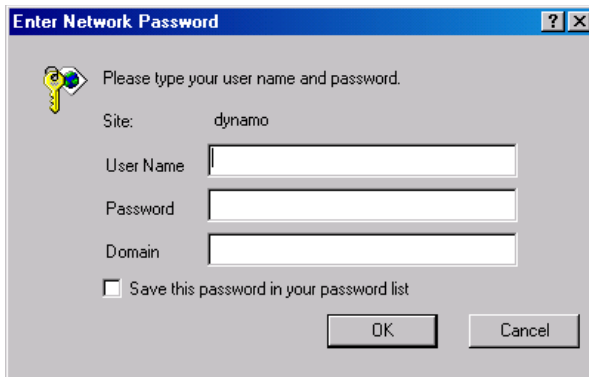 Enter Network Password
Please type your user name and password.
Site: dynamo
User Name
Password
Domain
Save this password in your password list
OK Cancel